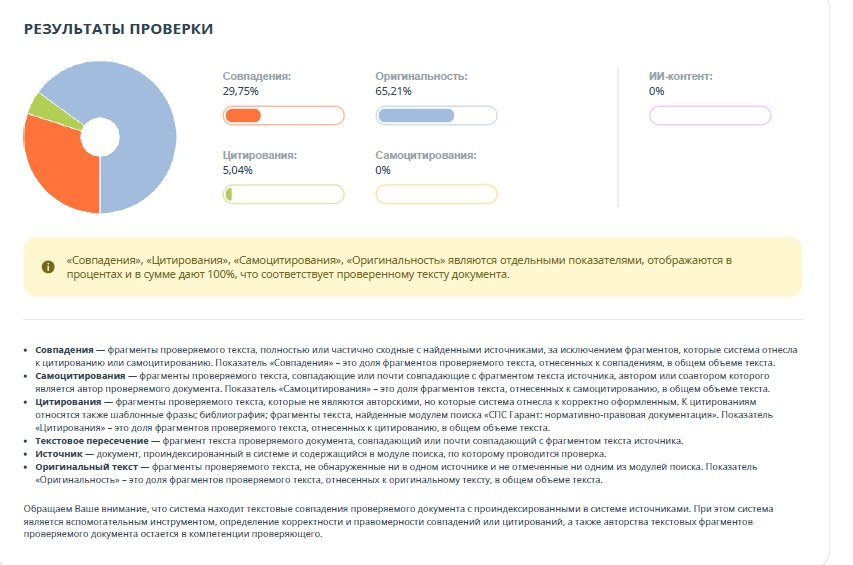 РЕЗУЛЬТАТЫ ПРОВЕРКИ
Совпадения:
29,75%
Оригинальность:
65,21%
ИИ-контент:
0%
Цитирования:
5,04%
Самоцитирования:
0%
«Совпадения», «Цитирования», «Самоцитирования», «Оригинальность» являются отдельными показателями, отображаются в
процентах и в сумме дают 100%, что соответствует проверенному тексту документа.
• Совпадения — фрагменты проверяемого текста, полностью или частично сходные с найденными источниками, за исключением фрагментов, которые система отнесла
к цитированию или самоцитированию. Показатель «Совпадения» – это доля фрагментов проверяемого текста, отнесенных к совпадениям, в общем объеме текста.
• Самоцитирования — фрагменты проверяемого текста, совпадающие или почти совпадающие с фрагментом текста источника, автором или соавтором которого
является автор проверяемого документа. Показатель «Самоцитирования» – это доля фрагментов текста, отнесенных к самоцитированию, в общем объеме текста.
• Цитирования — фрагменты проверяемого текста, которые не являются авторскими, но которые система отнесла к корректно оформленным. К цитированиям
относятся также шаблонные фразы; библиография; фрагменты текста, найденные модулем поиска «СПС Гарант: нормативно-правовая документация». Показатель
«Цитирования» – это доля фрагментов проверяемого текста, отнесенных к цитированию, в общем объеме текста.
• Текстовое пересечение — фрагмент текста проверяемого документа, совпадающий или почти совпадающий с фрагментом текста источника.
• Источник — документ, проиндексированный в системе и содержащийся в модуле поиска, по которому проводится проверка.
• Оригинальный текст — фрагменты проверяемого текста, не обнаруженные ни в одном источнике и не отмеченные ни одним из модулей поиска. Показатель
«Оригинальность» – это доля фрагментов проверяемого текста, отнесенных к оригинальному тексту, в общем объеме текста.
Обращаем Ваше внимание, что система находит текстовые совпадения проверяемого документа с проиндексированными в системе источниками. При этом система
является вспомогательным инструментом, определение корректности и правомерности совпадений или цитирований, а также авторства текстовых фрагментов
проверяемого документа остается в компетенции проверяющего.